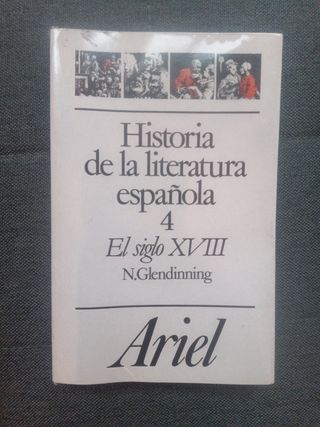 Historia
de la literatura
española
4
El siglo XVIII
N.Glendinning
Ariel